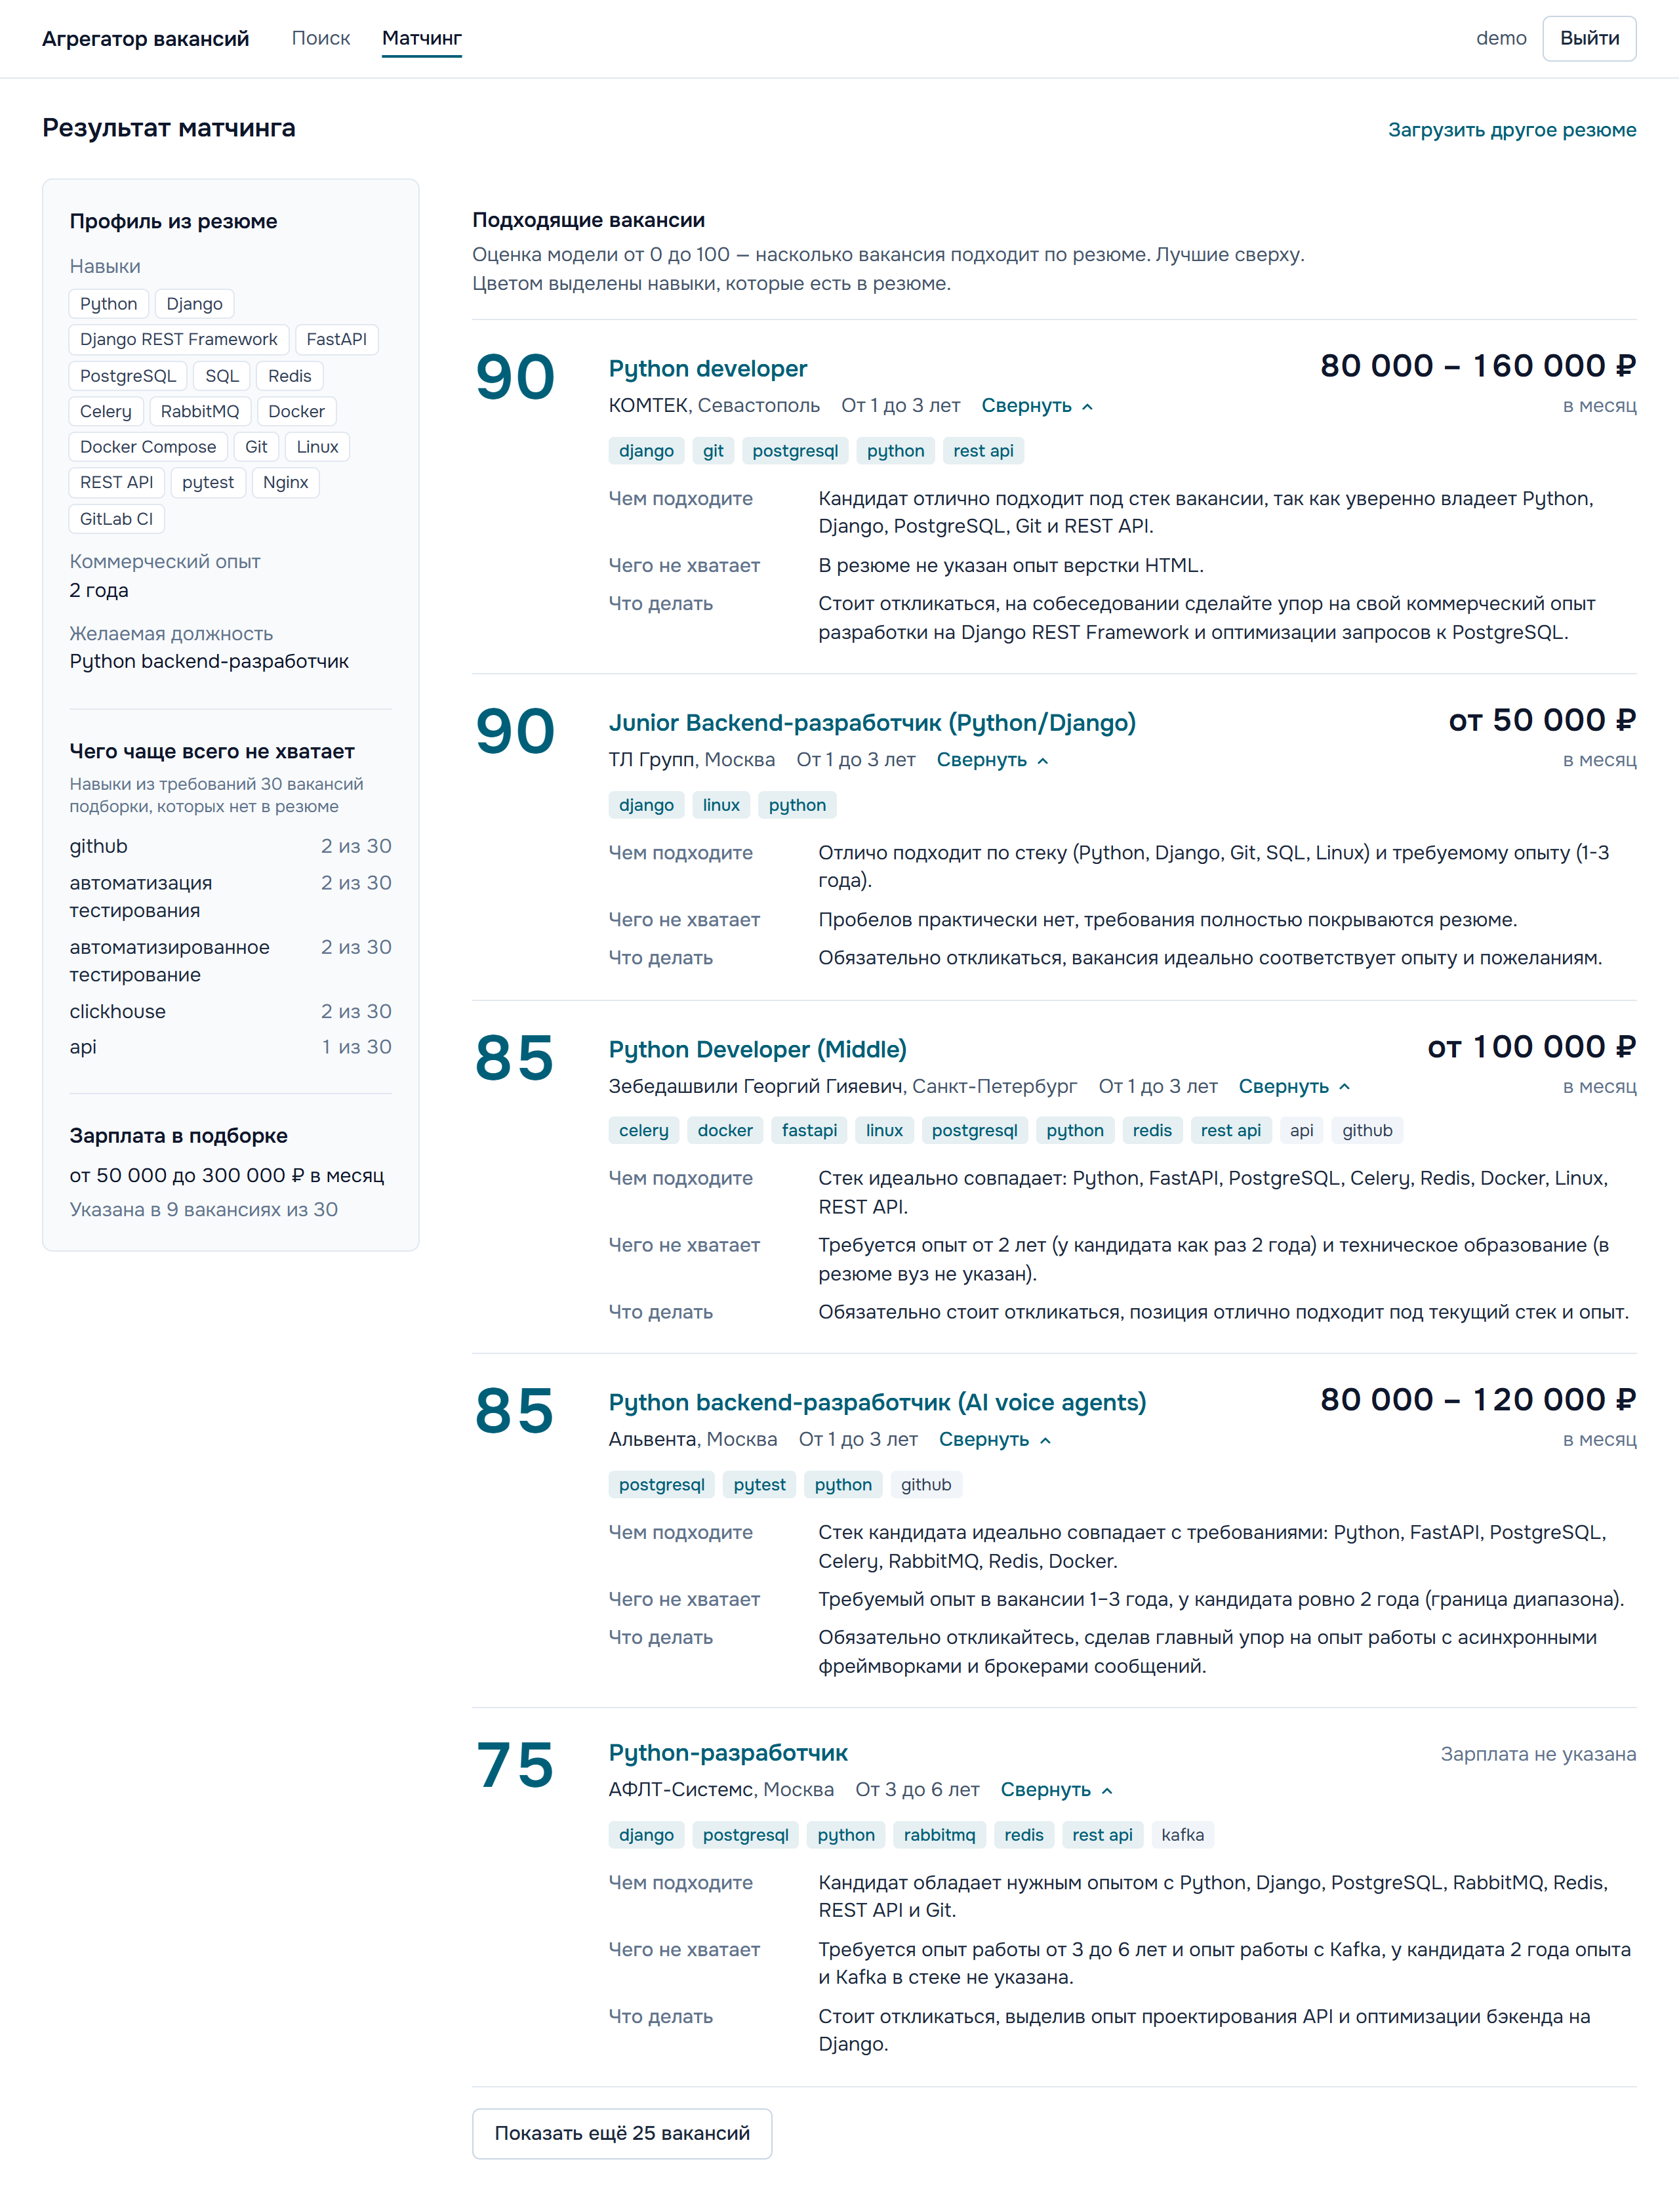 Агрегатор вакансий Поиск Матчинг demo Выйти
Результат матчинга Загрузить другое резюме
Профиль из резюме
Навыки
Python Django
Django REST Framework FastAPI
PostgreSQL SQL Redis
Celery RabbitMQ Docker
Docker Compose Git Linux
REST API pytest Nginx
GitLab CI
Коммерческий опыт
2 года
Желаемая должность
Python backend-разработчик
Чего чаще всего не хватает
Навыки из требований 30 вакансий
подборки, которых нет в резюме
github 2 из 30
автоматизация 2 из 30
тестирования
автоматизированное 2 из 30
тестирование
clickhouse 2 из 30
api 1 из 30
Зарплата в подборке
от 50 000 до 300 000 ₽ в месяц
Указана в 9 вакансиях из 30
Подходящие вакансии
Оценка модели от 0 до 100 — насколько вакансия подходит по резюме. Лучшие сверху.
Цветом выделены навыки, которые есть в резюме.
90 Python developer 80 000 – 160 000 ₽
КОМТЕК, Севастополь От 1 до 3 лет Свернуть в месяц
django git postgresql python rest api
Чем подходите Кандидат отлично подходит под стек вакансии, так как уверенно владеет Python,
Django, PostgreSQL, Git и REST API.
Чего не хватает В резюме не указан опыт верстки HTML.
Что делать Стоит откликаться, на собеседовании сделайте упор на свой коммерческий опыт
разработки на Django REST Framework и оптимизации запросов к PostgreSQL.
90 Junior Backend-разработчик (Python/Django) от 50 000 ₽
ТЛ Групп, Москва От 1 до 3 лет Свернуть в месяц
django linux python
Чем подходите Отличо подходит по стеку (Python, Django, Git, SQL, Linux) и требуемому опыту (1-3
года).
Чего не хватает Пробелов практически нет, требования полностью покрываются резюме.
Что делать Обязательно откликаться, вакансия идеально соответствует опыту и пожеланиям.
85 Python Developer (Middle) от 100 000 ₽
Зебедашвили Георгий Гияевич, Санкт-Петербург От 1 до 3 лет Свернуть в месяц
celery docker fastapi linux postgresql python redis rest api api github
Чем подходите Стек идеально совпадает: Python, FastAPI, PostgreSQL, Celery, Redis, Docker, Linux,
REST API.
Чего не хватает Требуется опыт от 2 лет (у кандидата как раз 2 года) и техническое образование (в
резюме вуз не указан).
Что делать Обязательно стоит откликаться, позиция отлично подходит под текущий стек и опыт.
85 Python backend-разработчик (AI voice agents) 80 000 – 120 000 ₽
Альвента, Москва От 1 до 3 лет Свернуть в месяц
postgresql pytest python github
Чем подходите Стек кандидата идеально совпадает с требованиями: Python, FastAPI, PostgreSQL,
Celery, RabbitMQ, Redis, Docker.
Чего не хватает Требуемый опыт в вакансии 1–3 года, у кандидата ровно 2 года (граница диапазона).
Что делать Обязательно откликайтесь, сделав главный упор на опыт работы с асинхронными
фреймворками и брокерами сообщений.
75 Python-разработчик Зарплата не указана
АФЛТ-Системс, Москва От 3 до 6 лет Свернуть
django postgresql python rabbitmq redis rest api kafka
Чем подходите Кандидат обладает нужным опытом с Python, Django, PostgreSQL, RabbitMQ, Redis,
REST API и Git.
Чего не хватает Требуется опыт работы от 3 до 6 лет и опыт работы с Kafka, у кандидата 2 года опыта
и Kafka в стеке не указана.
Что делать Стоит откликаться, выделив опыт проектирования API и оптимизации бэкенда на
Django.
Показать ещё 25 вакансий